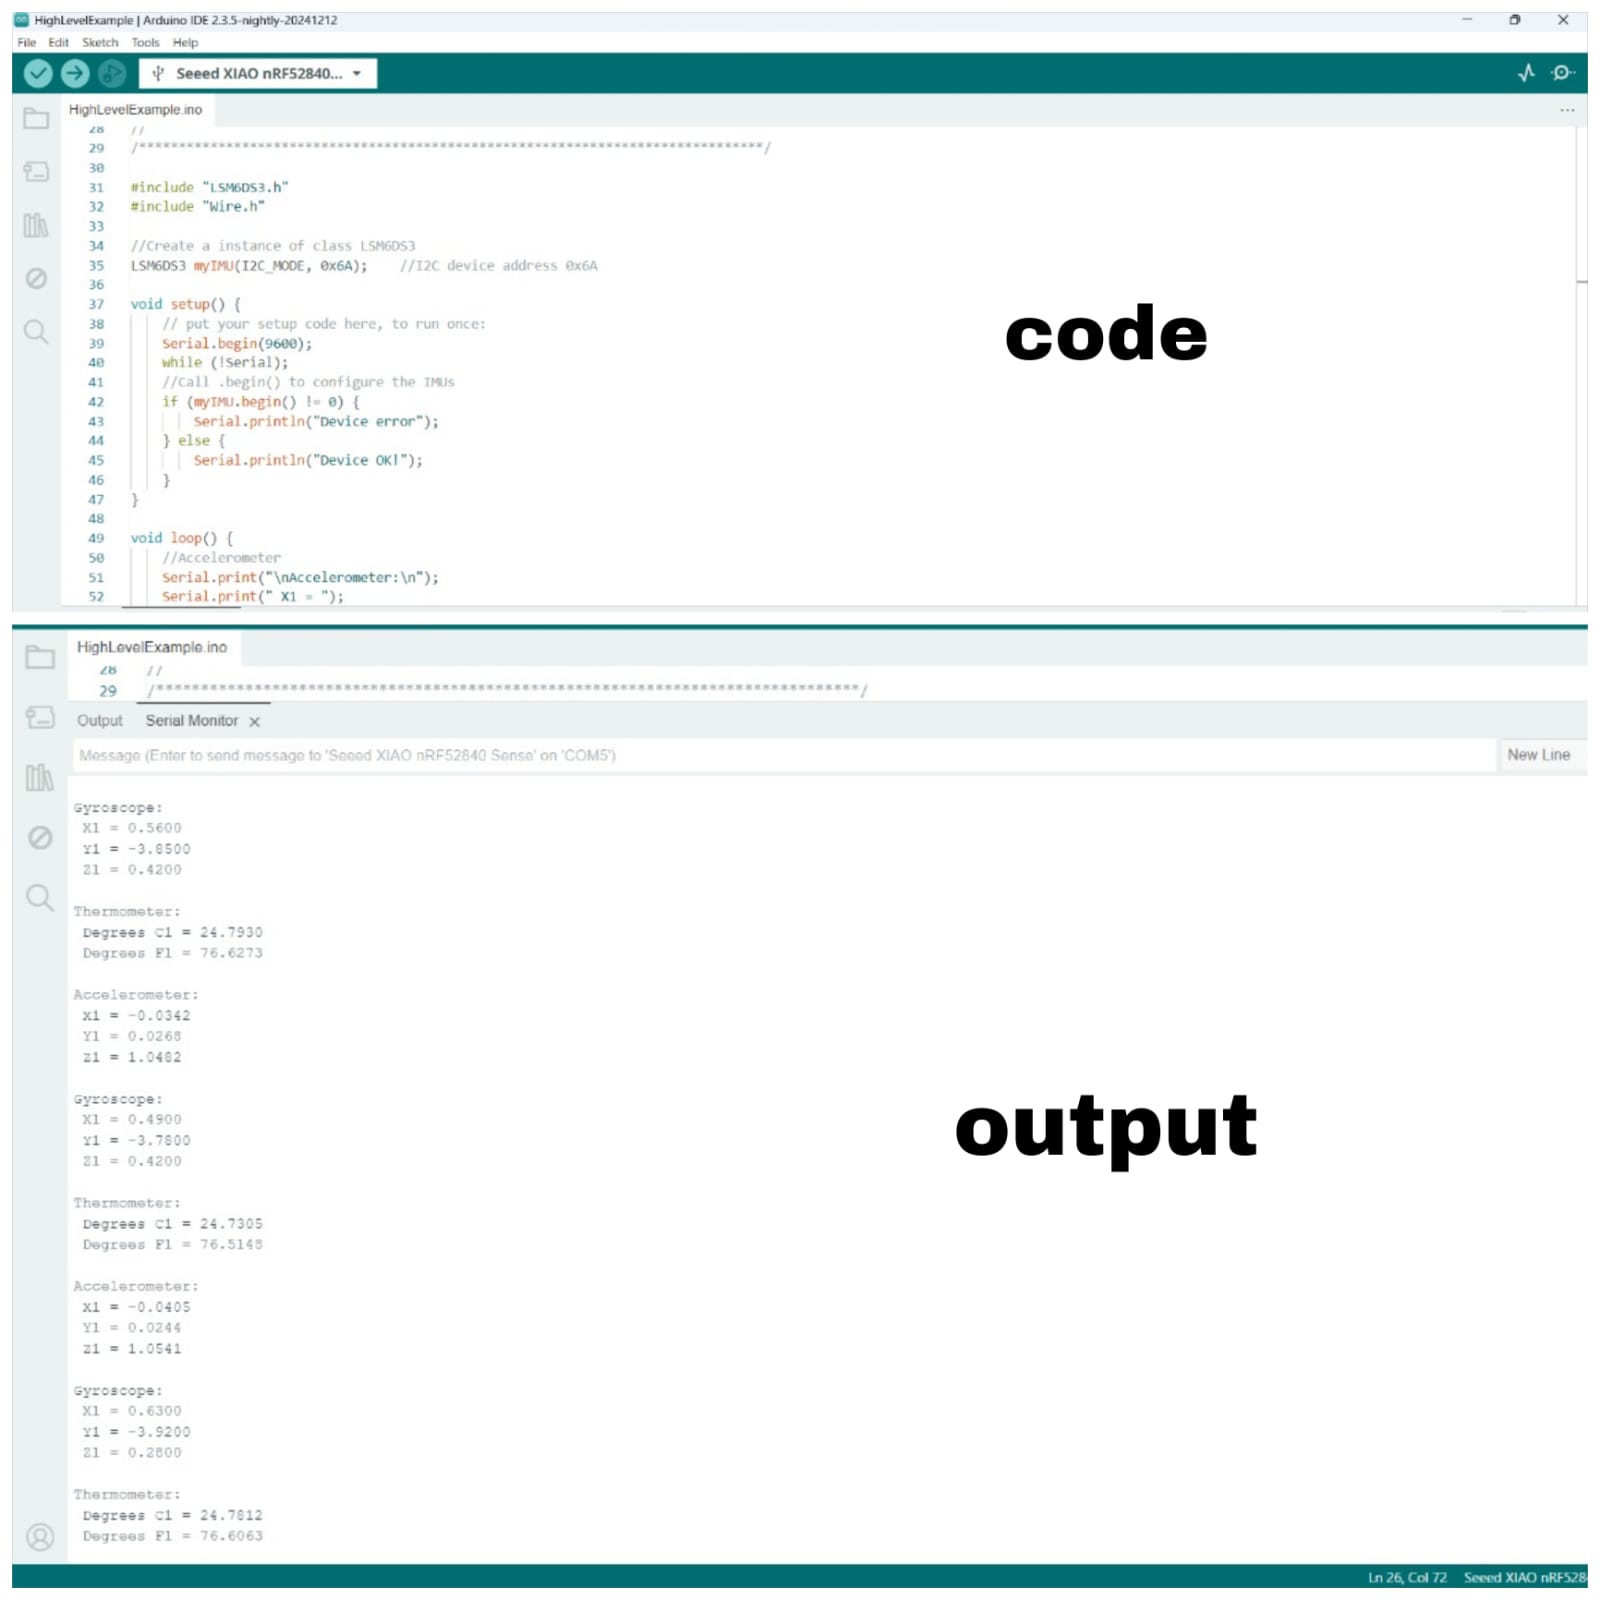 HighLevelExample | Arduino IDE 2.3.5-nightly-20241212
File Edit Sketch Tools Help
Seeed XIAO nRF52840...
HighLevelExample.ino
28 //
29 /******************************************************************************/
30
31 #include "LSM6DS3.h"
32 #include "Wire.h"
33
34 //Create a instance of class LSM6DS3
35 LSM6DS3 myIMU(I2C_MODE, 0x6A);    //I2C device address 0x6A
36
37 void setup() {
38     // put your setup code here, to run once:
39     Serial.begin(9600);
40     while (!Serial);
41     //Call .begin() to configure the IMUs
42     if (myIMU.begin() != 0) {
43         Serial.println("Device error");
44     } else {
45         Serial.println("Device OK!");
46     }
47 }
48
49 void loop() {
50     //Accelerometer
51     Serial.print("\nAccelerometer:\n");
52     Serial.print(" X1 = ");
code
HighLevelExample.ino
28 //
29 /******************************************************************************/
Output Serial Monitor
Message (Enter to send message to 'Seeed XIAO nRF52840 Sense' on 'COM5')
New Line
Gyroscope:
X1 = 0.5600
Y1 = -3.8500
Z1 = 0.4200
Thermometer:
Degrees C1 = 24.7930
Degrees F1 = 76.6273
Accelerometer:
X1 = -0.0342
Y1 = 0.0268
Z1 = 1.0482
Gyroscope:
X1 = 0.4900
Y1 = -3.7800
Z1 = 0.4200
Thermometer:
Degrees C1 = 24.7305
Degrees F1 = 76.5148
Accelerometer:
X1 = -0.0405
Y1 = 0.0244
Z1 = 1.0541
Gyroscope:
X1 = 0.6300
Y1 = -3.9200
Z1 = 0.2800
Thermometer:
Degrees C1 = 24.7812
Degrees F1 = 76.6063
output
Ln 26, Col 72 Seeed XIAO nRF528